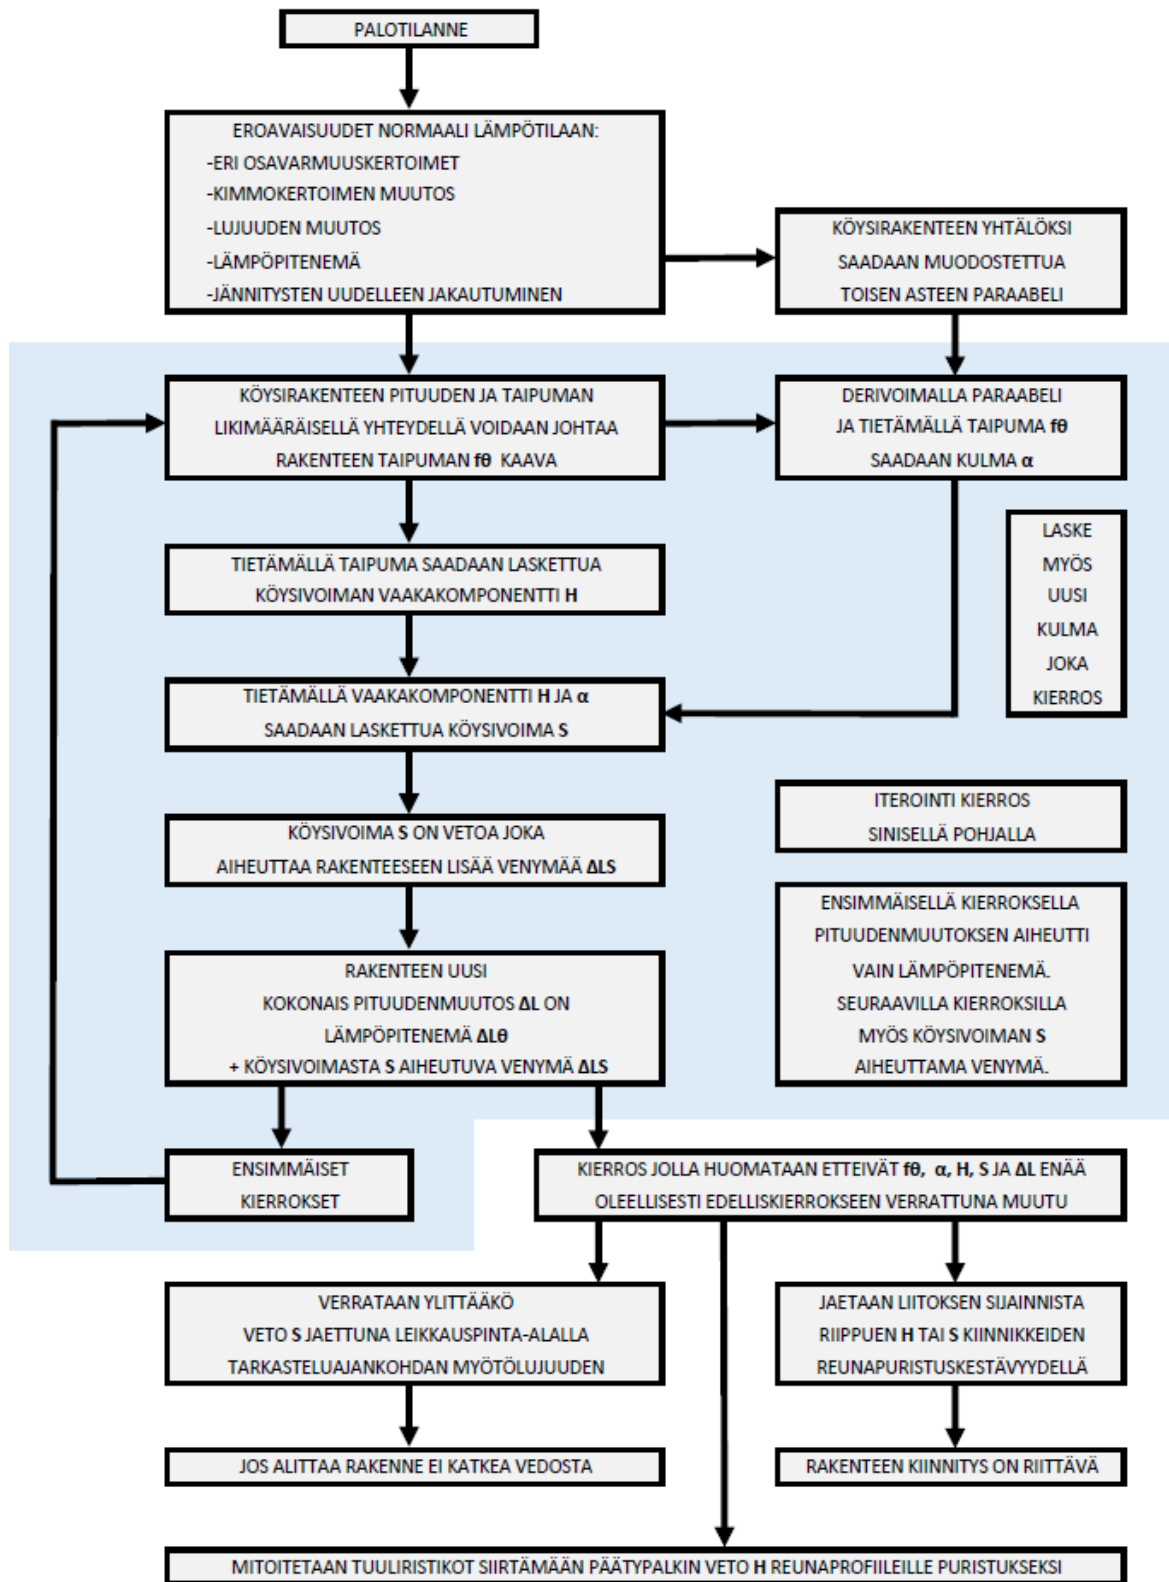 PALOTILANNE
EROAVAISUUDET NORMAALI LÄMPÖTILAAN:
-ERI OSAVARMUUSKERTOIMET
-KIMMOKERTOIMEN MUUTOS
-LUJUUDEN MUUTOS
-LÄMPÖPITENEMÄ
-JÄNNITYSTEN UUDELLEEN JAKAUTUMINEN
KÖYSIRAKENTEEN YHTÄLÖKSI
SAADAAN MUODOSTETTUA
TOISEN ASTEEN PARAABELI
KÖYSIRAKENTEEN PITUUDEN JA TAIPUMAN
LIKIMÄÄRÄISELLÄ YHTEYDELLÄ VOIDAAN JOHTAA
RAKENTEEN TAIPUMAN fθ KAAVA
DERIVOIMALLA PARAABELI
JA TIETÄMÄLLÄ TAIPUMA fθ
SAADAAN KULMA α
LASKE
MYÖS
UUSI
KULMA
JOKA
KIERROS
TIETÄMÄLLÄ TAIPUMA SAADAAN LASKETTUA
KÖYSIVOIMAN VAAKAKOMPONENTTI H
TIETÄMÄLLÄ VAAKAKOMPONENTTI H JA α
SAADAAN LASKETTUA KÖYSIVOIMA S
ITEROINTI KIERROS
SINISELLÄ POHJALLA
KÖYSIVOIMA S ON VETOA JOKA
AIHEUTTAA RAKENTEESEEN LISÄÄ VENYMÄÄ ΔLS
ENSIMMÄISELLÄ KIERROKSELLA
PITUUDENMUUTOKSEN AIHEUTTI
VAIN LÄMPÖPITENEMÄ.
SEURAAVILLA KIERROKSILLA
MYÖS KÖYSIVOIMAN S
AIHEUTTAMA VENYMÄ.
RAKENTEEN UUSI
KOKONAIS PITUUDENMUUTOS ΔL ON
LÄMPÖPITENEMÄ ΔLθ
+ KÖYSIVOIMASTA S AIHEUTUVA VENYMÄ ΔLS
ENSIMMÄISET
KIERROKSET
KIERROS JOLLA HUOMATAAN ETTEIVÄT fθ, α, H, S JA ΔL ENÄÄ
OLEELLISESTI EDELLISKIERROKSEEN VERRATTUNA MUUTU
VERRATAAN YLITTÄÄKÖ
VETO S JAETTUNA LEIKKAUSPINTA-ALALLA
TARKASTELUAJANKOHDAN MYÖTÖLUJUUDEN
JAETAAN LIITOKSEN SIJAINNISTA
RIIPPUEN H TAI S KIINNIKKEIDEN
REUNAPURISTUSKESTÄVYYDELLÄ
JOS ALITTAA RAKENNE EI KATKEA VEDOSTA
RAKENTEEN KIINNITYS ON RIITTÄVÄ
MITOITETAAN TUULIRISTIKOT SIIRTÄMÄÄN PÄÄTYPALKIN VETO H REUNAPROFIILEILLE PURISTUKSEKSI